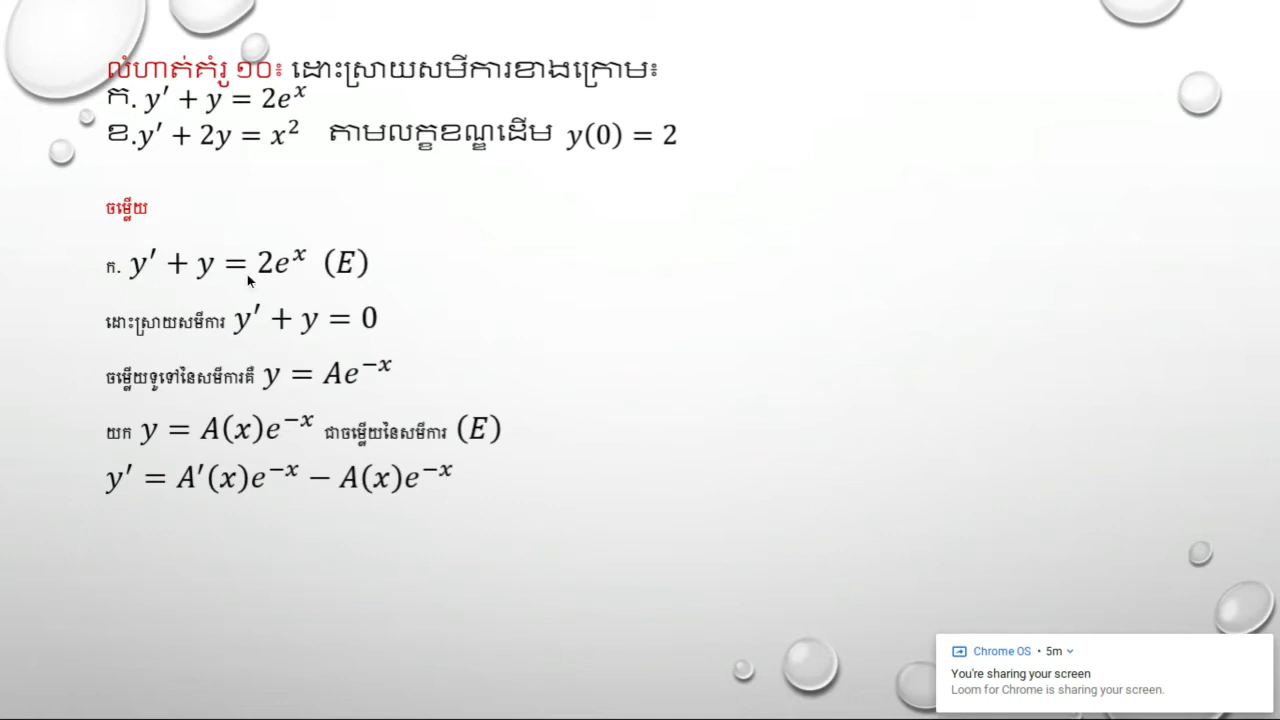 លំហាត់គំរូ ១០៖ ដោះស្រាយសមីការខាងក្រោម៖
ក. y′ + y = 2eˣ
ខ.y′ + 2y = x² តាមលក្ខខណ្ឌដើម y(0) = 2
ចម្លើយ
ក. y′ + y = 2eˣ (E)
ដោះស្រាយសមីការ y′ + y = 0
ចម្លើយទូទៅនៃសមីការគឺ y = Ae⁻ˣ
យក y = A(x)e⁻ˣ ជាចម្លើយនៃសមីការ (E)
y′ = A′(x)e⁻ˣ − A(x)e⁻ˣ
Chrome OS • 5m
You're sharing your screen
Loom for Chrome is sharing your screen.